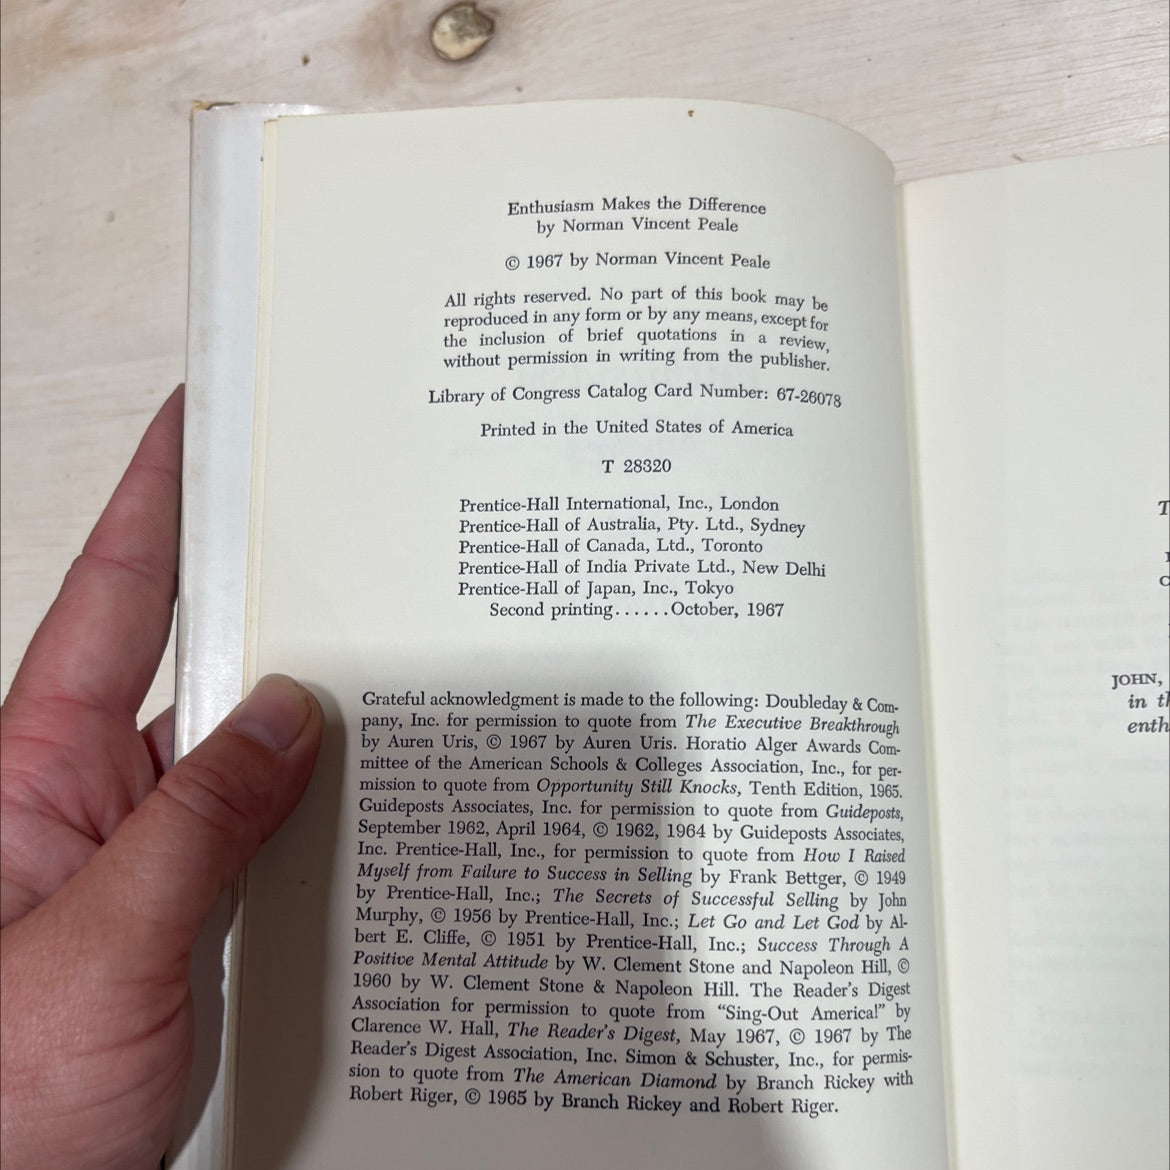 Enthusiasm Makes the Difference
by Norman Vincent Peale
© 1967 by Norman Vincent Peale
All rights reserved. No part of this book may be
reproduced in any form or by any means, except for
the inclusion of brief quotations in a review,
without permission in writing from the publisher.
Library of Congress Catalog Card Number: 67-26078
Printed in the United States of America
T 28320
Prentice-Hall International, Inc., London
Prentice-Hall of Australia, Pty. Ltd., Sydney
Prentice-Hall of Canada, Ltd., Toronto
Prentice-Hall of India Private Ltd., New Delhi
Prentice-Hall of Japan, Inc., Tokyo
Second printing......October, 1967
Grateful acknowledgment is made to the following: Doubleday & Com-
pany, Inc. for permission to quote from The Executive Breakthrough
by Auren Uris, © 1967 by Auren Uris. Horatio Alger Awards Com-
mittee of the American Schools & Colleges Association, Inc., for per-
mission to quote from Opportunity Still Knocks, Tenth Edition, 1965.
Guideposts Associates, Inc. for permission to quote from Guideposts,
September 1962, April 1964, © 1962, 1964 by Guideposts Associates,
Inc. Prentice-Hall, Inc., for permission to quote from How I Raised
Myself from Failure to Success in Selling by Frank Bettger, © 1949
by Prentice-Hall, Inc.; The Secrets of Successful Selling by John
Murphy, © 1956 by Prentice-Hall, Inc.; Let Go and Let God by Al-
bert E. Cliffe, © 1951 by Prentice-Hall, Inc.; Success Through A
Positive Mental Attitude by W. Clement Stone and Napoleon Hill, ©
1960 by W. Clement Stone & Napoleon Hill. The Reader's Digest
Association for permission to quote from “Sing-Out America!” by
Clarence W. Hall, The Reader's Digest, May 1967, © 1967 by The
Reader's Digest Association, Inc. Simon & Schuster, Inc., for permis-
sion to quote from The American Diamond by Branch Rickey with
Robert Riger, © 1965 by Branch Rickey and Robert Riger.
JOHN,
in